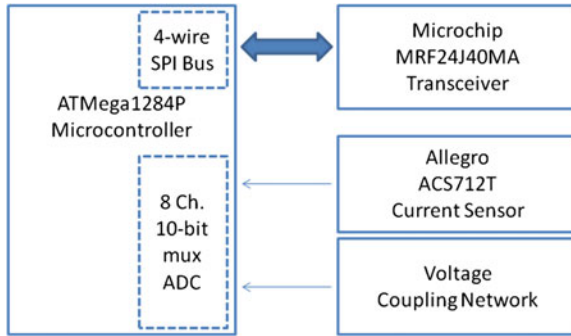 4-wire
SPI Bus
ATMega1284P
Microcontroller
8 Ch.
10-bit
mux
ADC
Microchip
MRF24J40MA
Transceiver
Allegro
ACS712T
Current Sensor
Voltage
Coupling Network